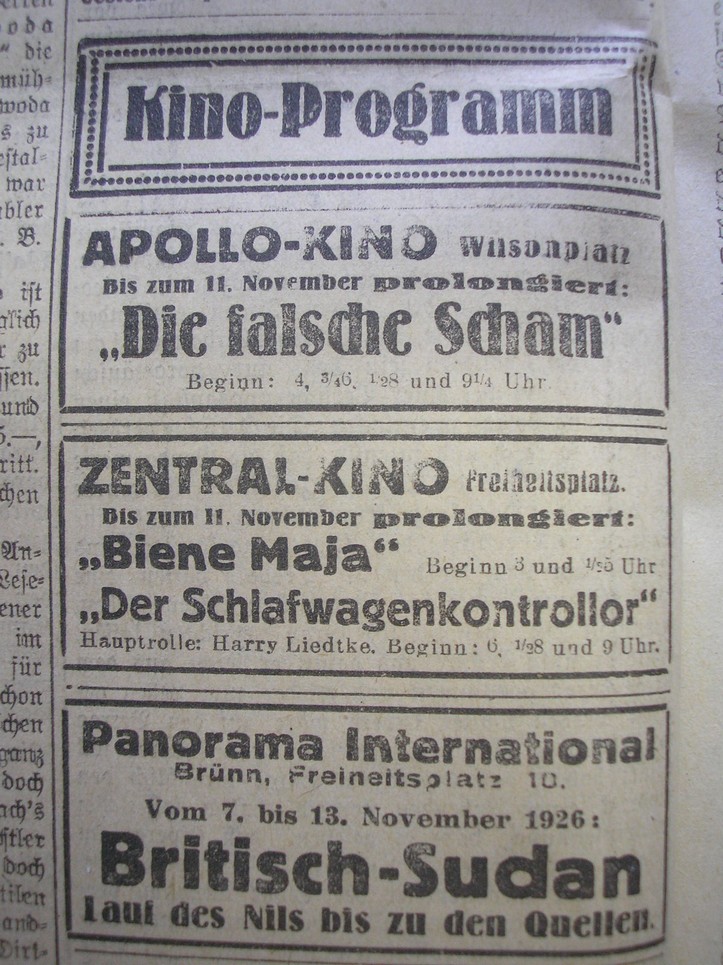 Kino-Programm
APOLLO-KINO Wilsonplatz
Bis zum 11. November prolongiert:
„Die falsche Scham“
Beginn: 4, 3/46, 1/28 und 9 1/4 Uhr
ZENTRAL-KINO Freiheitsplatz.
Bis zum 11. November prolongiert:
„Biene Maja“ Beginn 3 und 1/25 Uhr
„Der Schlafwagenkontrollor“
Hauptrolle: Harry Liedtke. Beginn: 6, 1/28 und 9 Uhr.
Panorama International
Brünn, Freiheitsplatz 10.
Vom 7. bis 13. November 1926:
Britisch-Sudan
Lauf des Nils bis zu den Quellen.